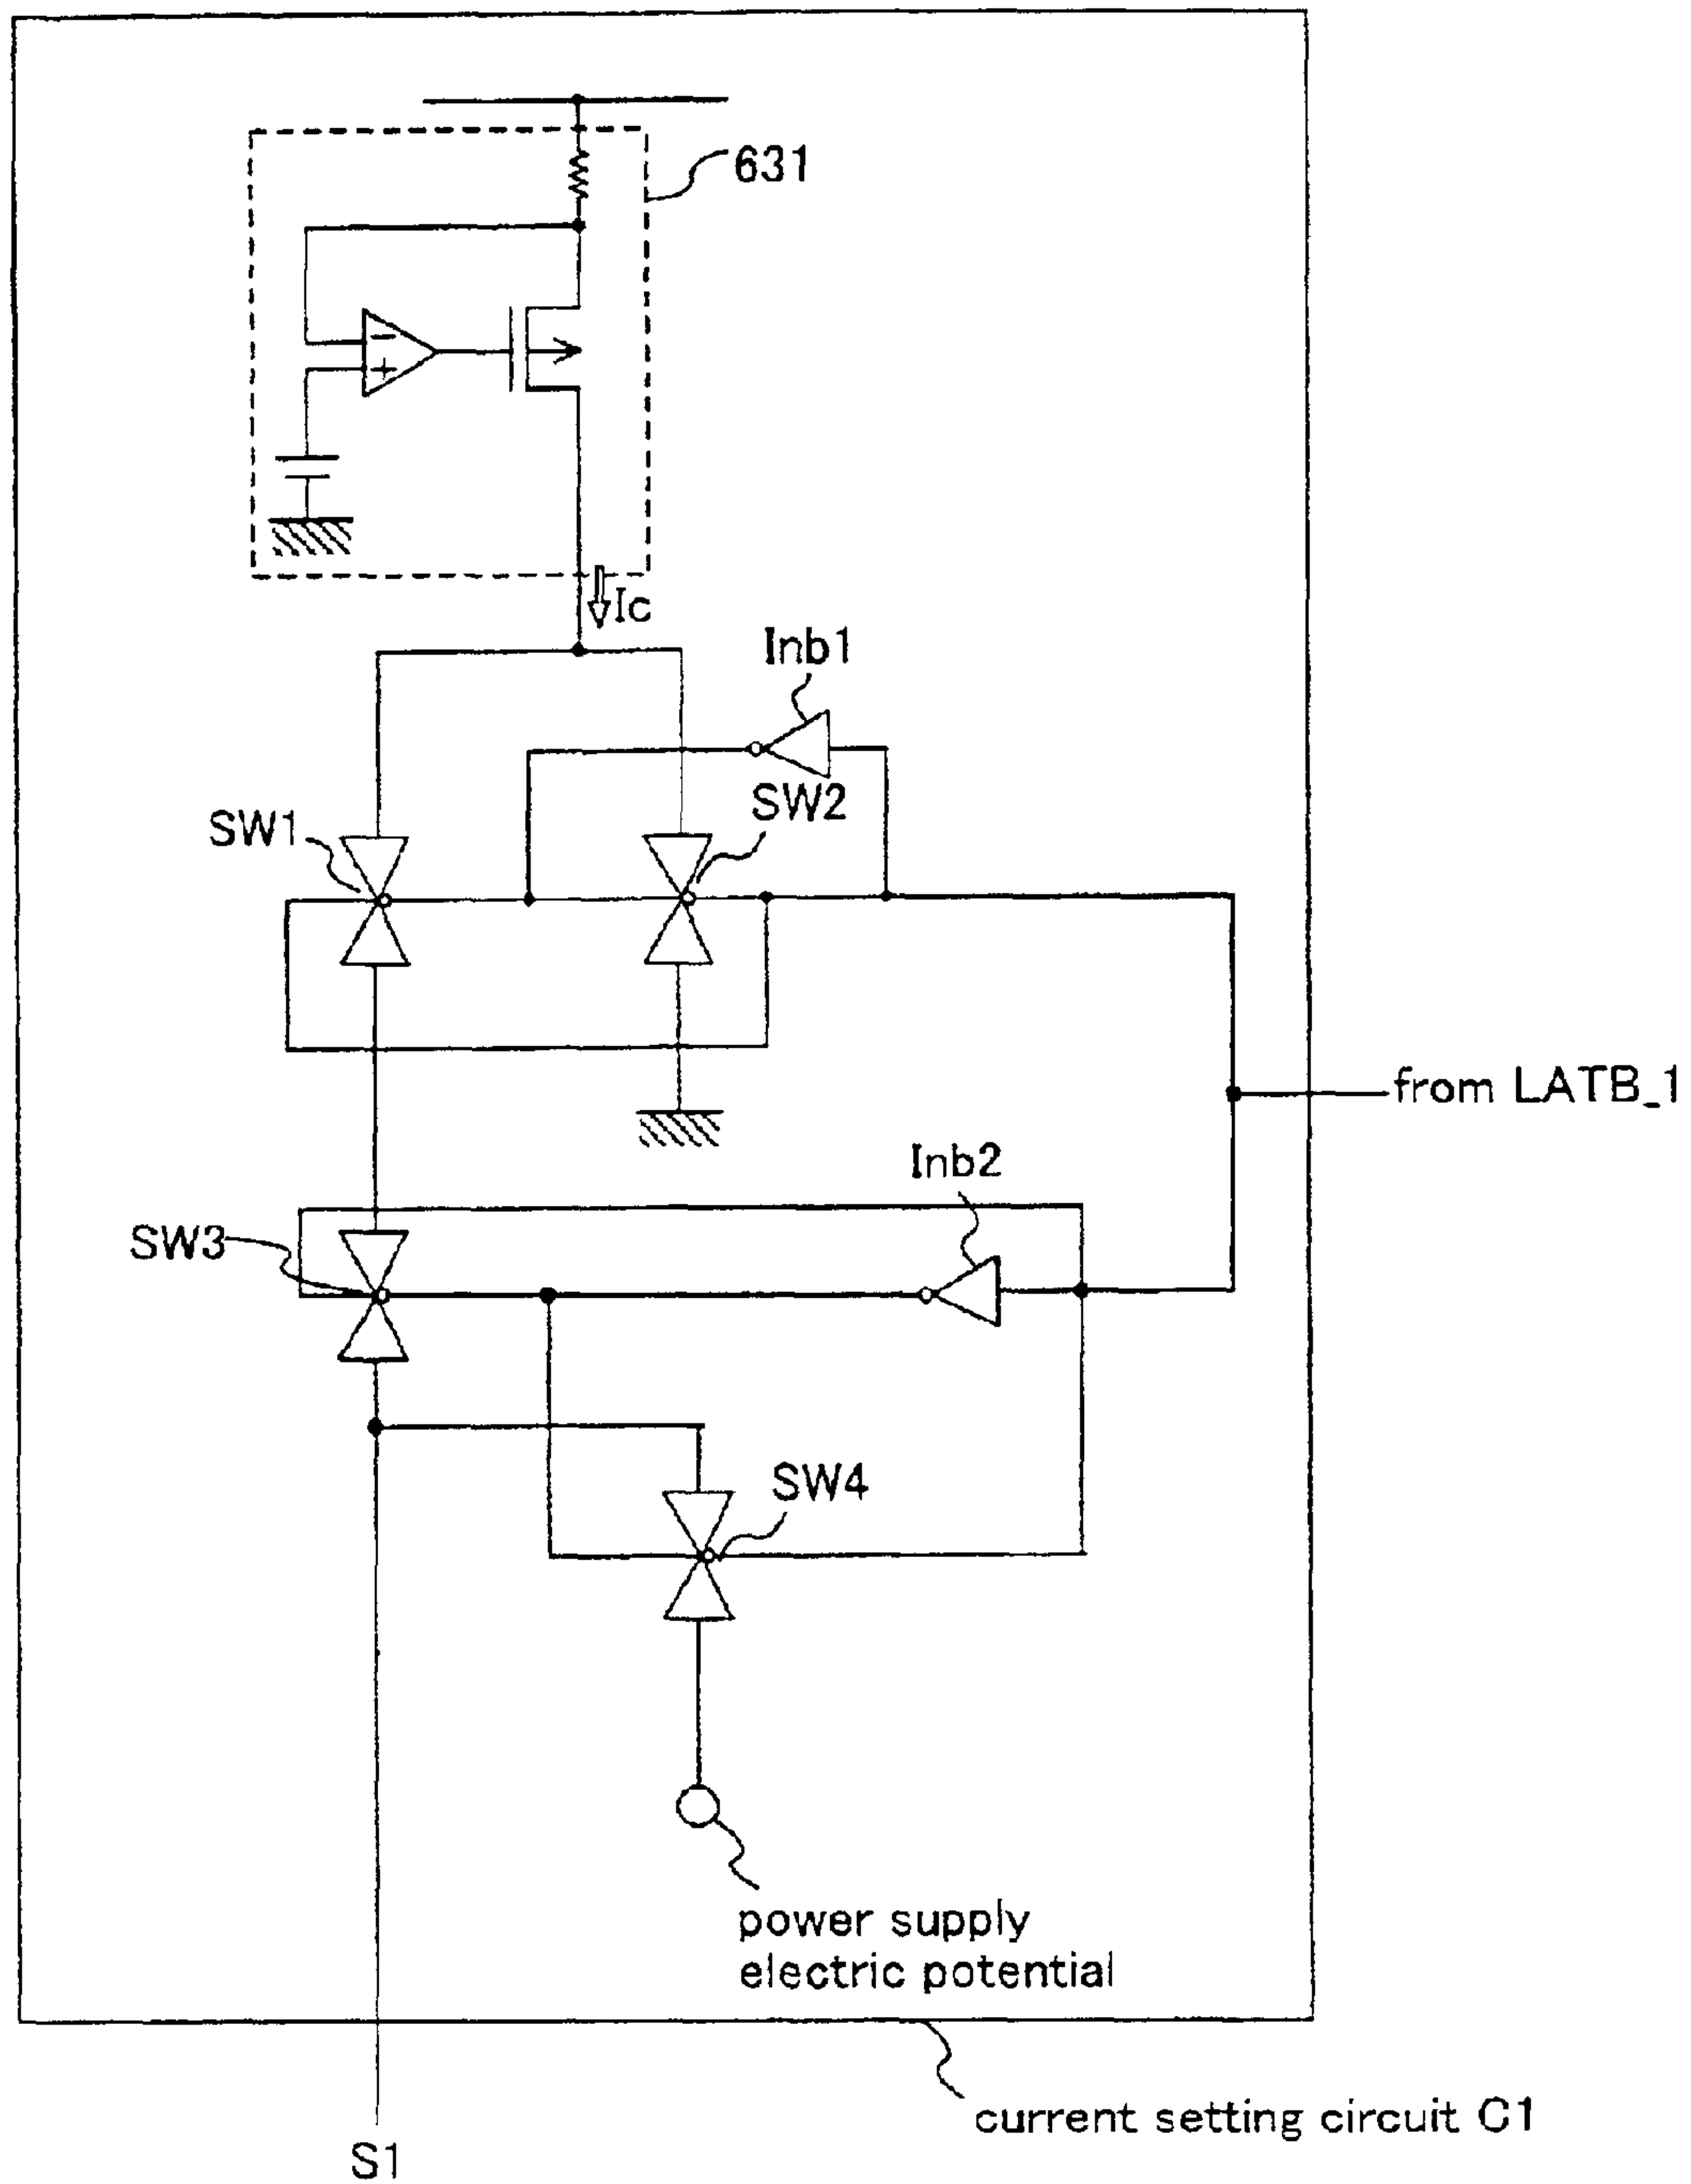 631
-
+
Ic
Inb1
SW2
SW1
from LATB_1
Inb2
SW3
SW4
power supply
electric potential
current setting circuit C1
S1